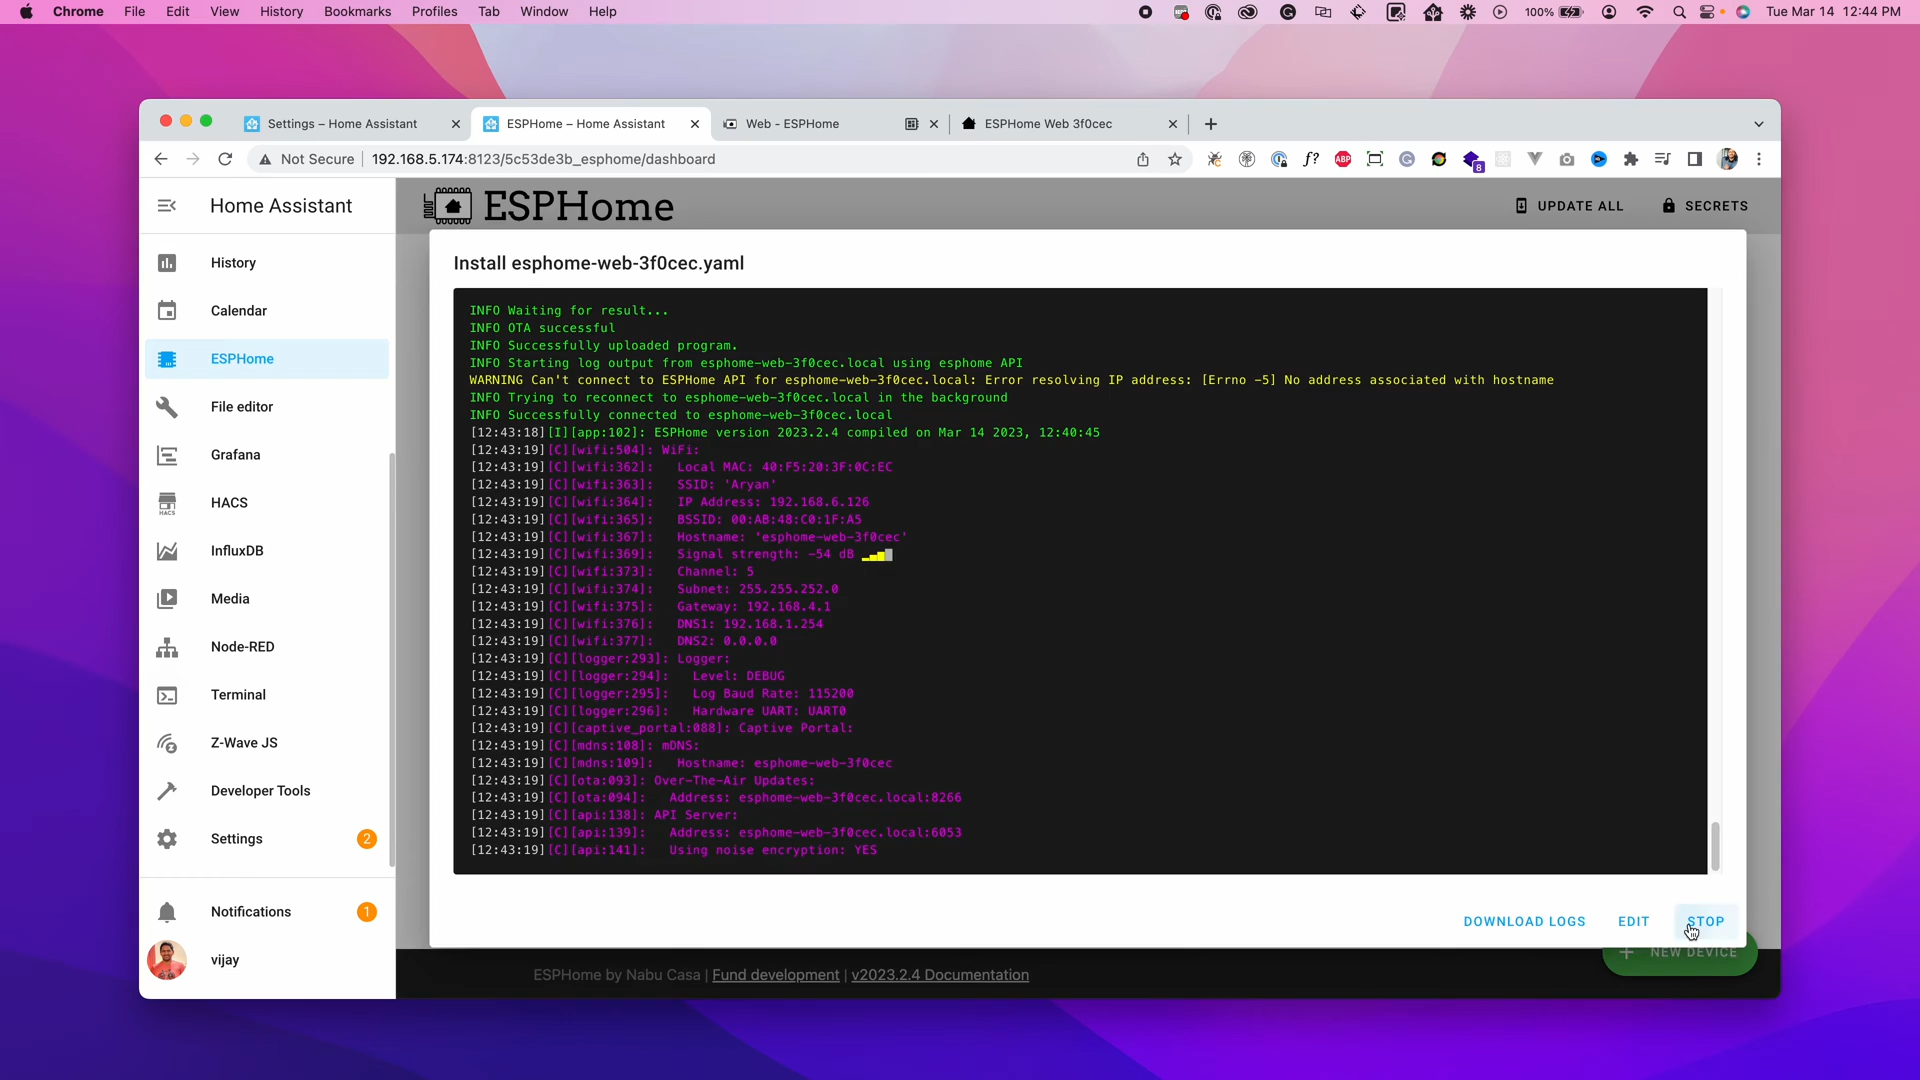 Chrome File Edit View History Bookmarks Profiles Tab Window Help 100% Tue Mar 14 12:44 PM
Settings – Home Assistant
ESPHome – Home Assistant
Web - ESPHome
ESPHome Web 3f0cec
Not Secure 192.168.5.174:8123/5c53de3b_esphome/dashboard
f?
ABP
8
Home Assistant
History
Calendar
ESPHome
File editor
Grafana
HACS
HACS
InfluxDB
Media
Node-RED
Terminal
Z-Wave JS
Developer Tools
Settings 2
Notifications 1
vijay
ESPHome
UPDATE ALL
SECRETS
Install esphome-web-3f0cec.yaml
INFO Waiting for result...
INFO OTA successful
INFO Successfully uploaded program.
INFO Starting log output from esphome-web-3f0cec.local using esphome API
WARNING Can't connect to ESPHome API for esphome-web-3f0cec.local: Error resolving IP address: [Errno -5] No address associated with hostname
INFO Trying to reconnect to esphome-web-3f0cec.local in the background
INFO Successfully connected to esphome-web-3f0cec.local
[12:43:18][I][app:102]: ESPHome version 2023.2.4 compiled on Mar 14 2023, 12:40:45
[12:43:19][C][wifi:504]: WiFi:
[12:43:19][C][wifi:362]: Local MAC: 40:F5:20:3F:0C:EC
[12:43:19][C][wifi:363]: SSID: 'Aryan'
[12:43:19][C][wifi:364]: IP Address: 192.168.6.126
[12:43:19][C][wifi:365]: BSSID: 00:AB:48:C0:1F:A5
[12:43:19][C][wifi:367]: Hostname: 'esphome-web-3f0cec'
[12:43:19][C][wifi:369]: Signal strength: -54 dB
[12:43:19][C][wifi:373]: Channel: 5
[12:43:19][C][wifi:374]: Subnet: 255.255.252.0
[12:43:19][C][wifi:375]: Gateway: 192.168.4.1
[12:43:19][C][wifi:376]: DNS1: 192.168.1.254
[12:43:19][C][wifi:377]: DNS2: 0.0.0.0
[12:43:19][C][logger:293]: Logger:
[12:43:19][C][logger:294]: Level: DEBUG
[12:43:19][C][logger:295]: Log Baud Rate: 115200
[12:43:19][C][logger:296]: Hardware UART: UART0
[12:43:19][C][captive_portal:088]: Captive Portal:
[12:43:19][C][mdns:108]: mDNS:
[12:43:19][C][mdns:109]: Hostname: esphome-web-3f0cec
[12:43:19][C][ota:093]: Over-The-Air Updates:
[12:43:19][C][ota:094]: Address: esphome-web-3f0cec.local:8266
[12:43:19][C][api:138]: API Server:
[12:43:19][C][api:139]: Address: esphome-web-3f0cec.local:6053
[12:43:19][C][api:141]: Using noise encryption: YES
DOWNLOAD LOGS EDIT STOP
NEW DEVICE
ESPHome by Nabu Casa | Fund development | v2023.2.4 Documentation